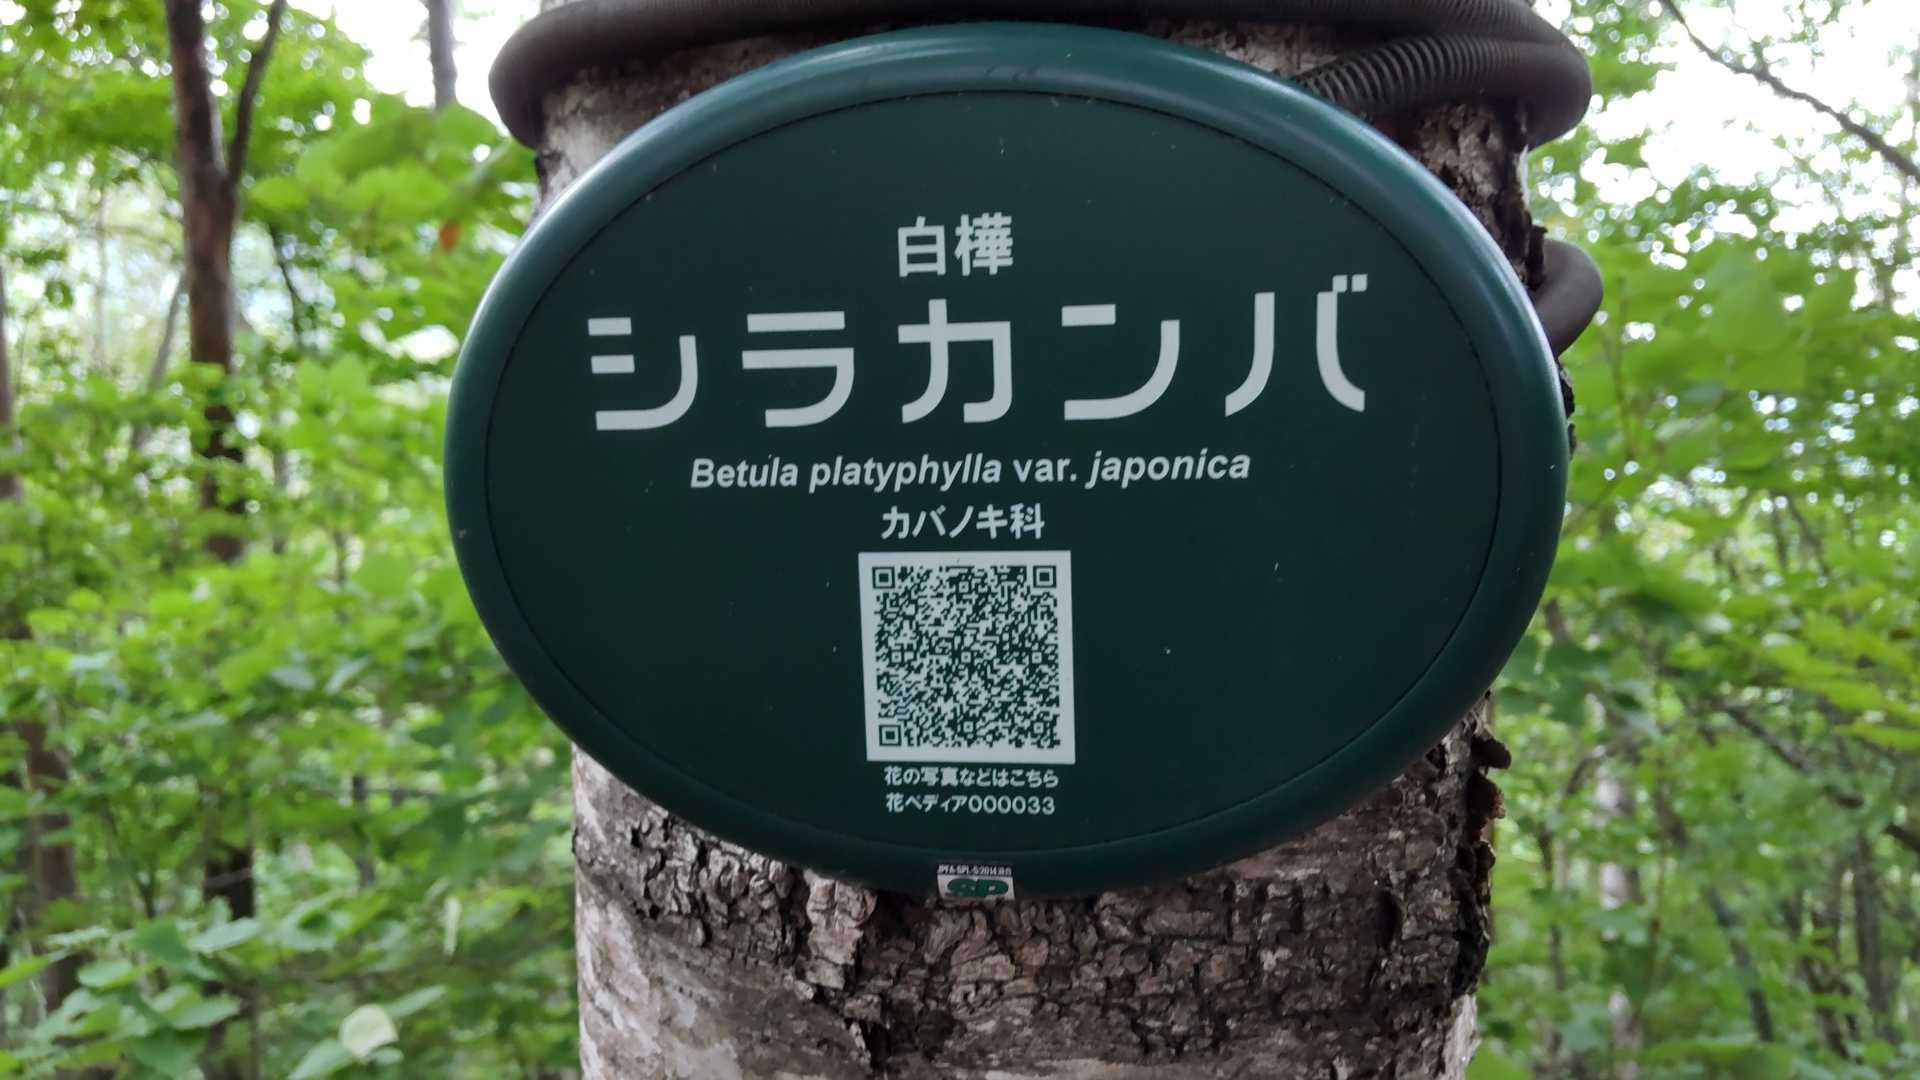 白樺
シラカンバ
Betula platyphylla var. japonica
カバノキ科
花の写真などはこちら
花ペディア000033